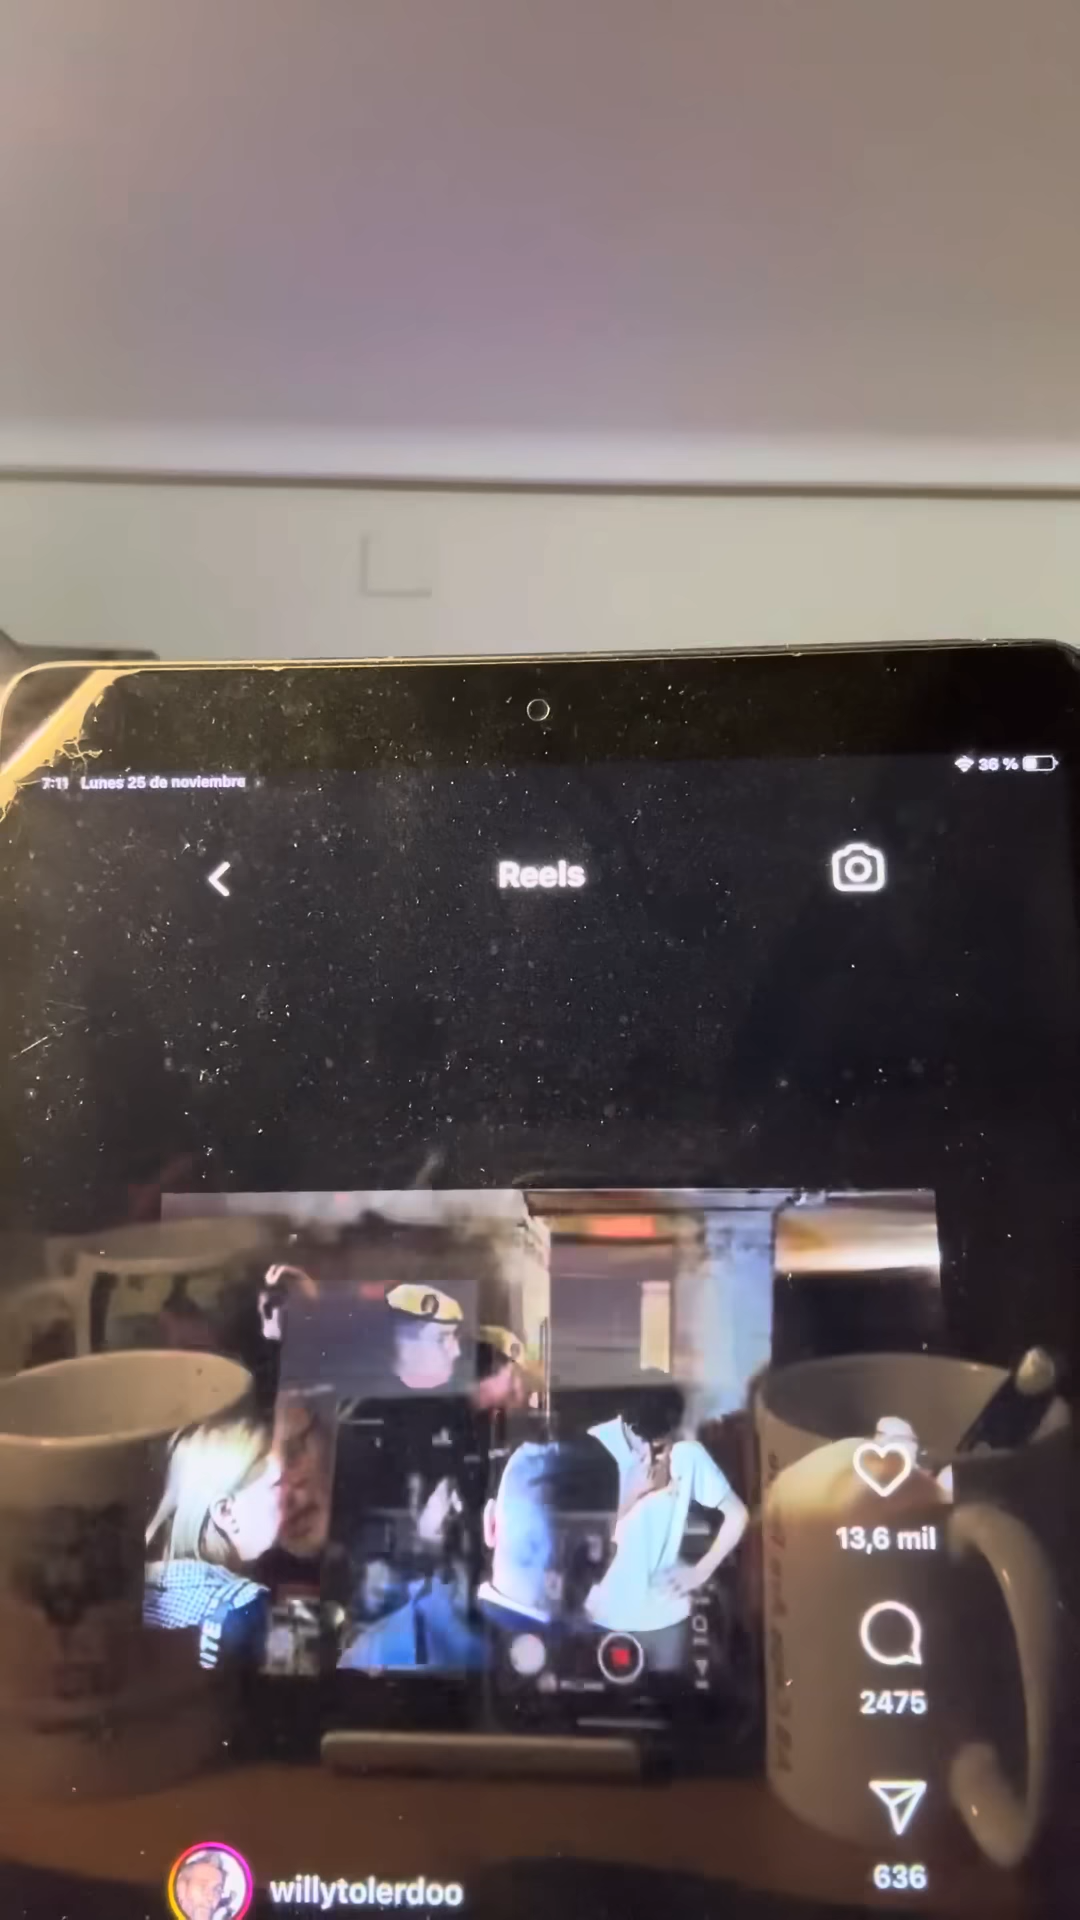 7:11 Lunes 25 de noviembre
36 %
Reels
13,6 mil
2475
636
willytolerdoo